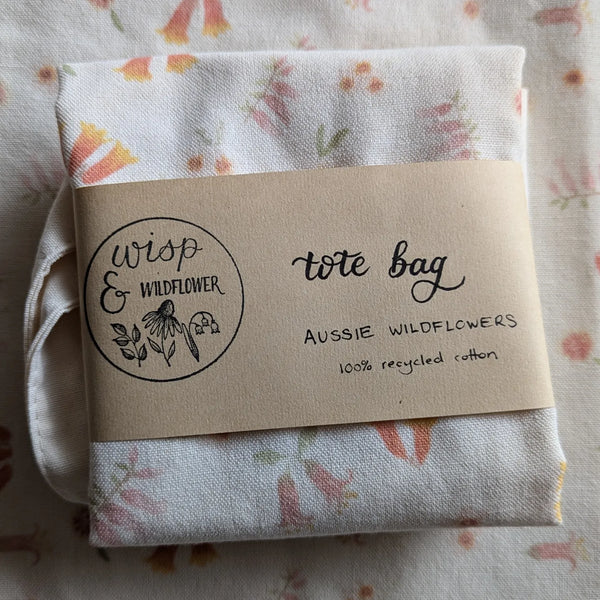 wisp
& WILDFLOWER
tote bag
AUSSIE WILDFLOWERS
100% recycled cotton